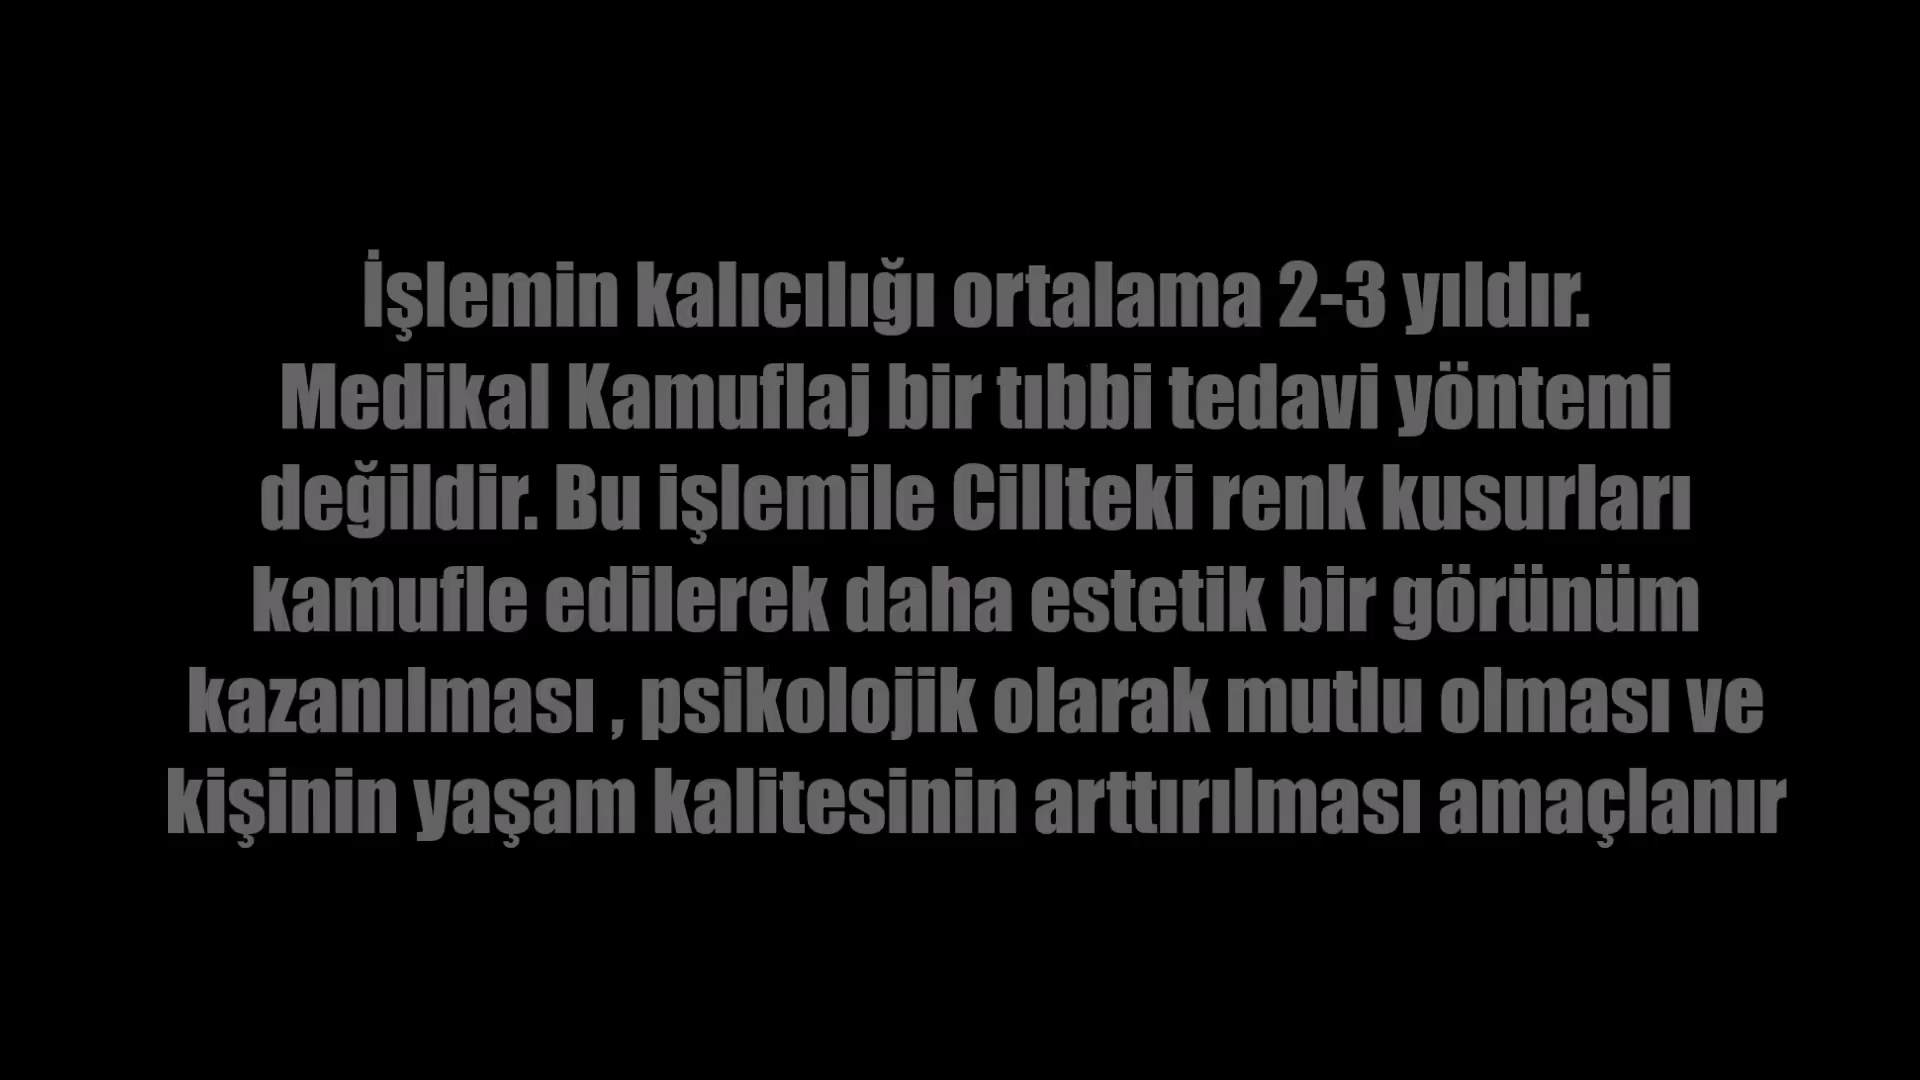 İşlemin kalıcılığı ortalama 2-3 yıldır.
Medikal Kamuflaj bir tıbbi tedavi yöntemi
değildir. Bu işlemile Cillteki renk kusurları
kamufle edilerek daha estetik bir görünüm
kazanılması , psikolojik olarak mutlu olması ve
kişinin yaşam kalitesinin arttırılması amaçlanır